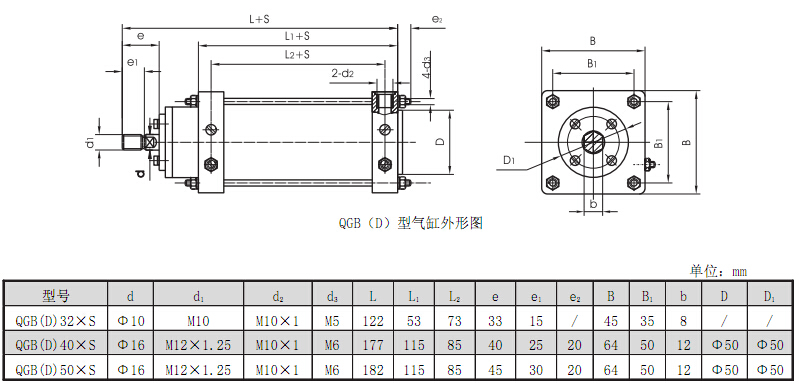 L+S
e
L₁+S
e₂
e1
L₂+S
2-d₂
4-d₃
d₁
d
D
B
B₁
D₁
B₁
B
b
QGB（D）型气缸外形图
单位：mm
型号 d d₁ d₂ d₃ L L₁ L₂ e e₁ e₂ B B₁ b D D₁
QGB(D)32×S Φ10 M10 M10×1 M5 122 53 73 33 15 / 45 35 8 / /
QGB(D)40×S Φ16 M12×1.25 M10×1 M6 177 115 85 40 25 20 64 50 12 Φ50 Φ50
QGB(D)50×S Φ16 M12×1.25 M10×1 M6 182 115 85 45 30 20 64 50 12 Φ50 Φ50